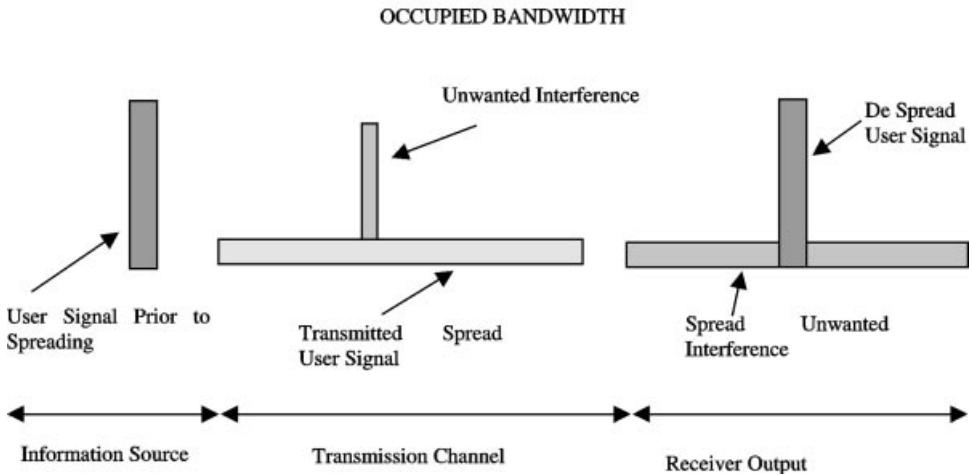 OCCUPIED BANDWIDTH
Unwanted Interference
De Spread
User Signal
User Signal Prior to
Spreading
Transmitted Spread
User Signal
Spread Unwanted
Interference
Information Source
Transmission Channel
Receiver Output